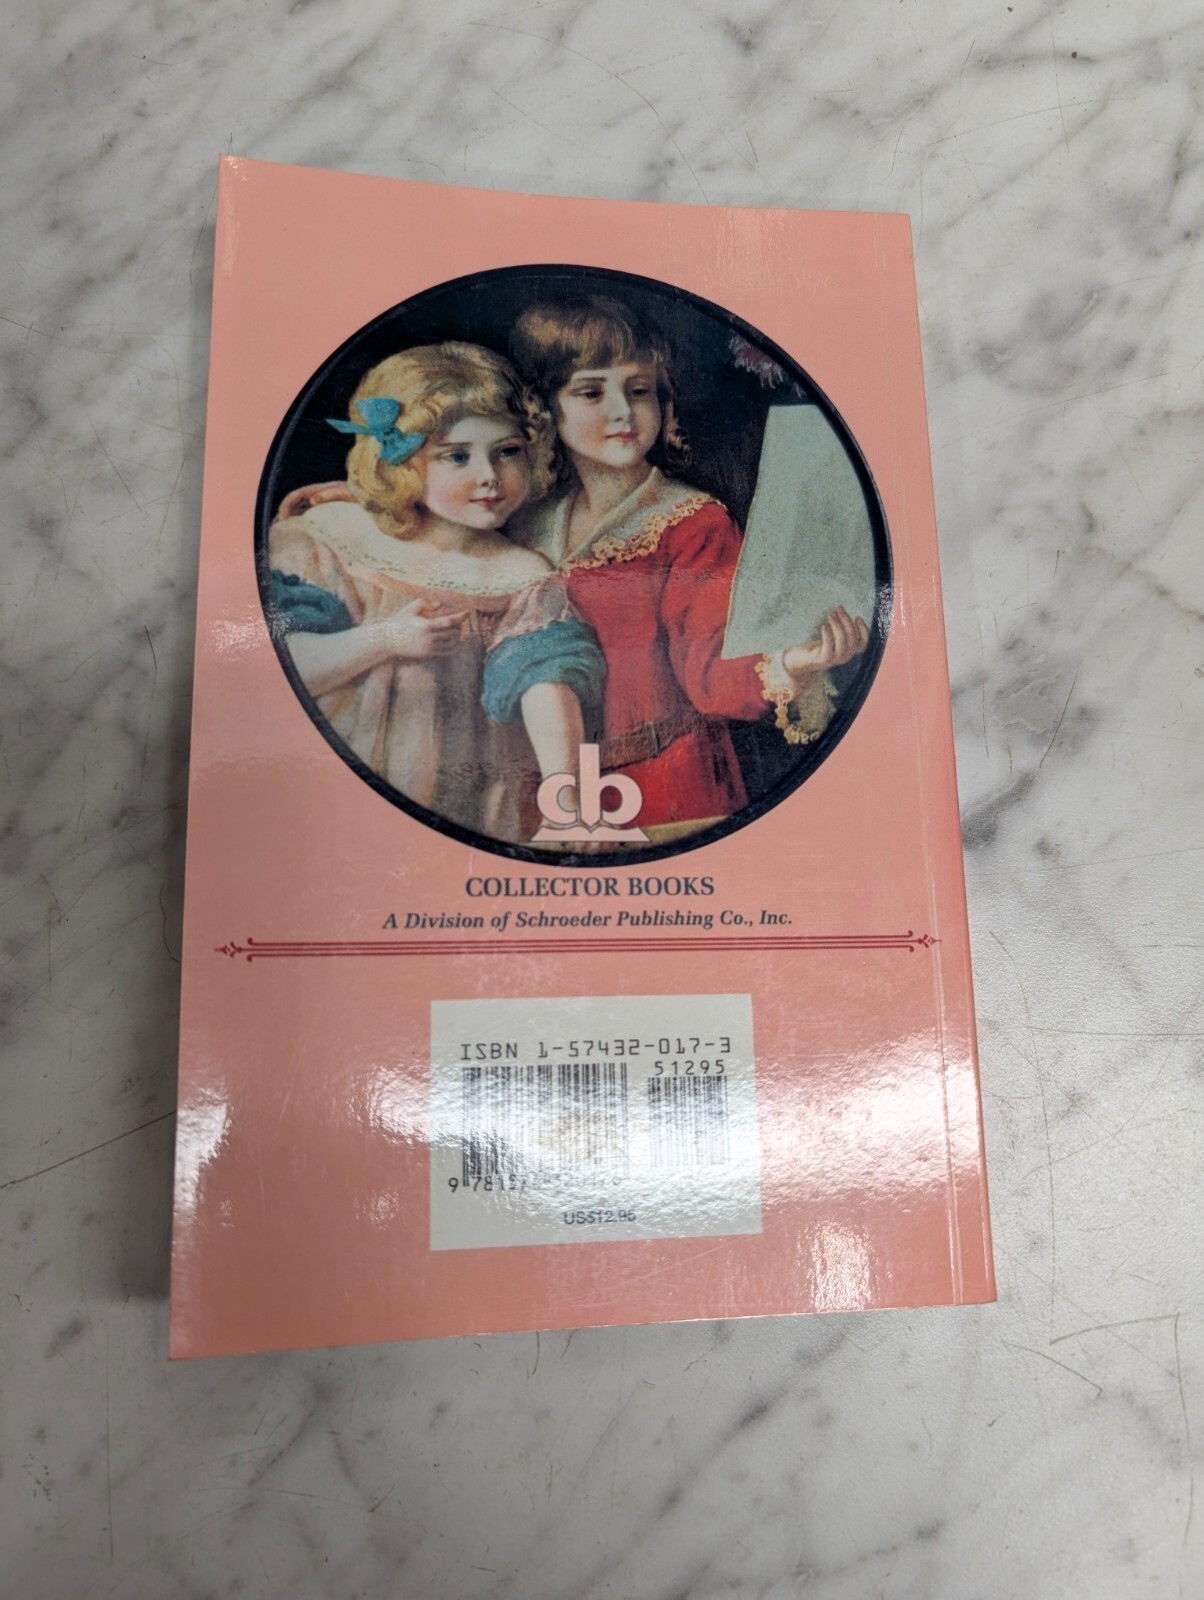 cb
COLLECTOR BOOKS
A Division of Schroeder Publishing Co., Inc.
ISBN 1-57432-017-3
51295
US$12.95